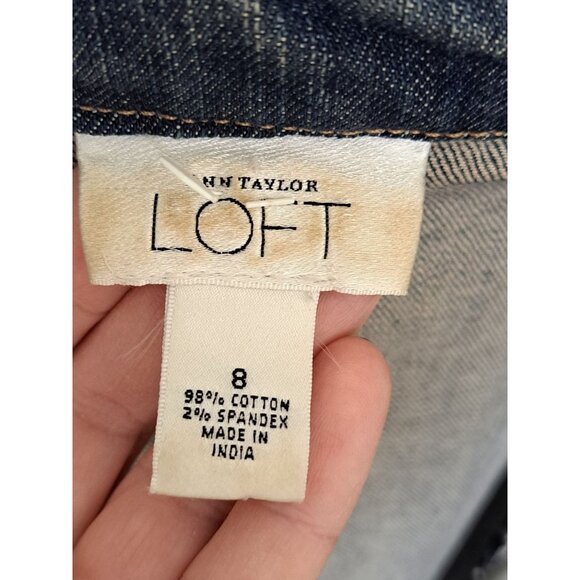 NN TAYLOR
LOFT
8
98% COTTON
2% SPANDEX
MADE IN
INDIA